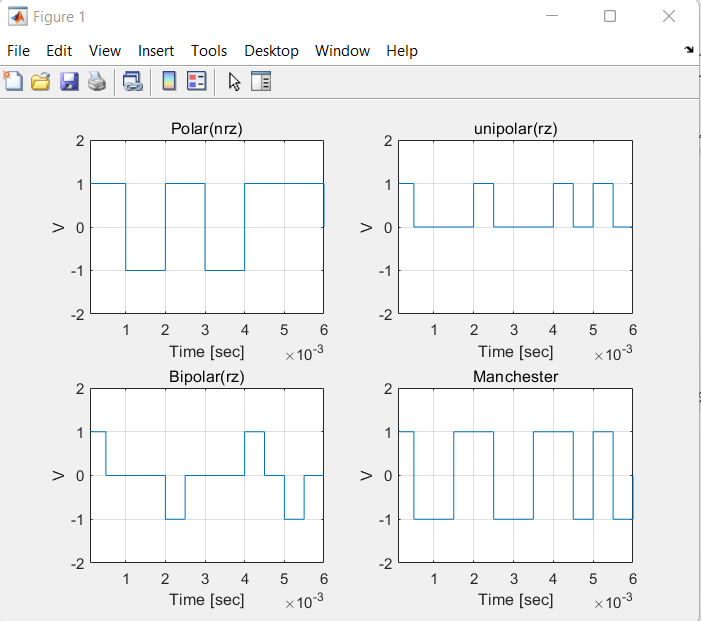 Figure 1
File Edit View Insert Tools Desktop Window Help
Polar(nrz)
2
1
0
-1
-2
V
1 2 3 4 5 6
Time [sec]
×10-3
unipolar(rz)
2
1
0
-1
-2
V
1 2 3 4 5 6
Time [sec]
×10-3
Bipolar(rz)
2
1
0
-1
-2
V
1 2 3 4 5 6
Time [sec]
×10-3
Manchester
2
1
0
-1
-2
V
1 2 3 4 5 6
Time [sec]
×10-3